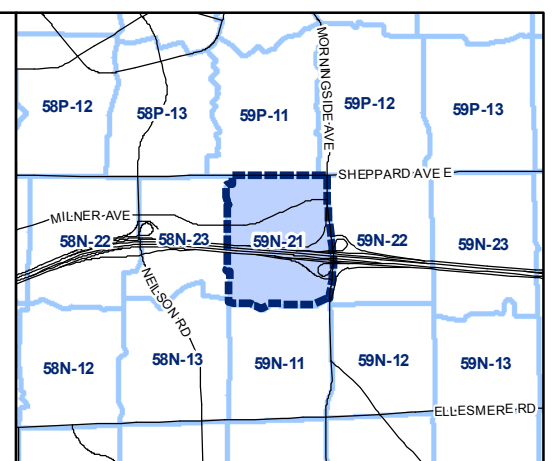 MORNINGSIDE AVE
58P-12
58P-13
59P-11
59P-12
59P-13
SHEPPARD AVE E
MILNER AVE
58N-22
58N-23
59N-21
59N-22
59N-23
NEILSON RD
58N-12
58N-13
59N-11
59N-12
59N-13
ELLESMERE RD